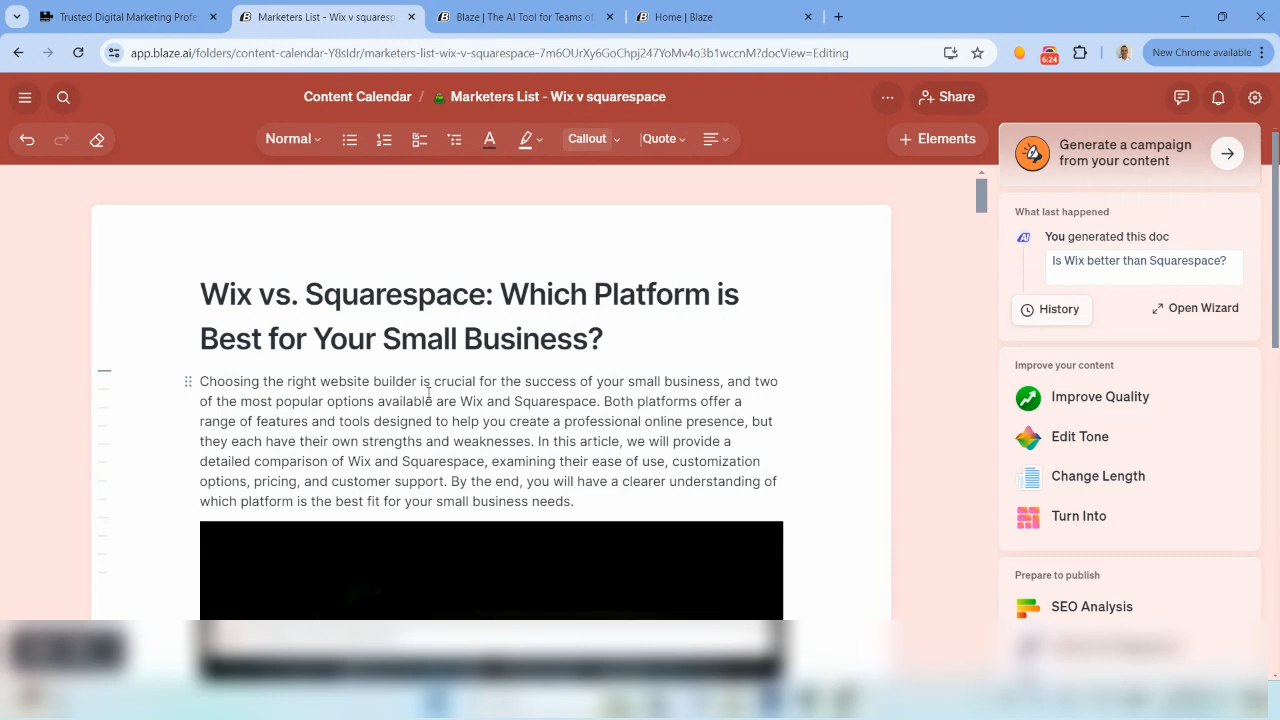 Trusted Digital Marketing Profe
Marketers List - Wix v squaresp
Blaze | The AI Tool for Teams of
Home | Blaze
app.blaze.ai/folders/content-calendar-Y8sIdr/marketers-list-wix-v-squarespace-7m6OUrXy6GoChpj247YoMv4o3b1wccnM?docView=Editing
6:24
New Chrome available
Content Calendar / Marketers List - Wix v squarespace
Share
Normal
A
Callout
Quote
+ Elements
Generate a campaign
from your content
What last happened
You generated this doc
Is Wix better than Squarespace?
History
Open Wizard
Improve your content
Improve Quality
Edit Tone
Change Length
Turn Into
Prepare to publish
SEO Analysis
Wix vs. Squarespace: Which Platform is
Best for Your Small Business?
Choosing the right website builder is crucial for the success of your small business, and two
of the most popular options available are Wix and Squarespace. Both platforms offer a
range of features and tools designed to help you create a professional online presence, but
they each have their own strengths and weaknesses. In this article, we will provide a
detailed comparison of Wix and Squarespace, examining their ease of use, customization
options, pricing, and customer support. By the end, you will have a clearer understanding of
which platform is the best fit for your small business needs.